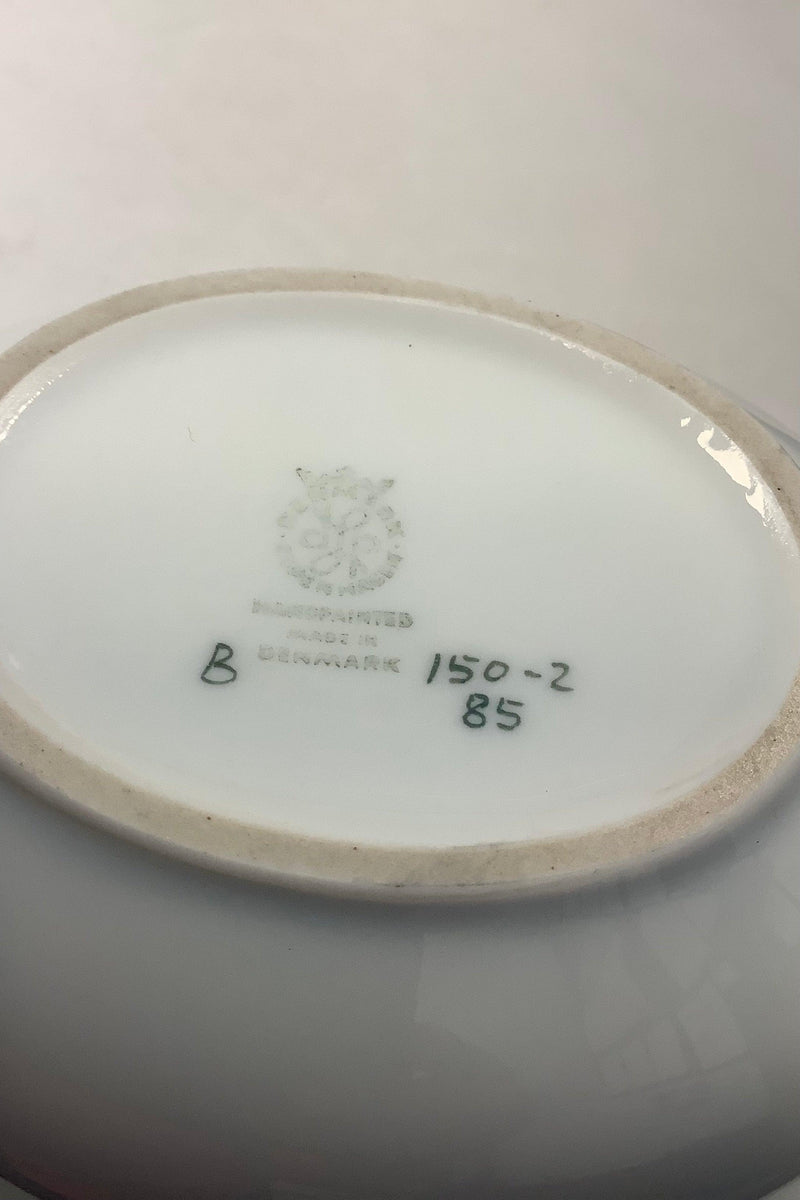 HANDPAINTED
MADE IN
B DENMARK 150-2
85